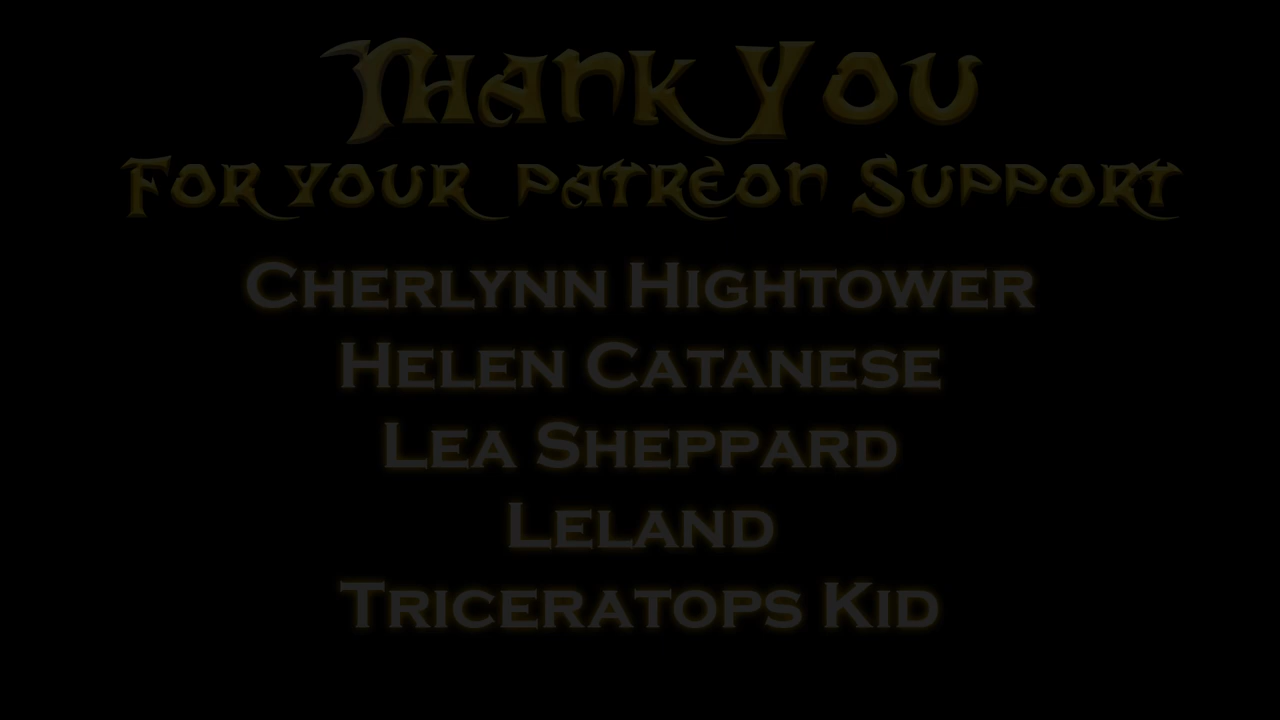 Thank You
For your patreon Support
Cherlynn Hightower
Helen Catanese
Lea Sheppard
Leland
Triceratops Kid